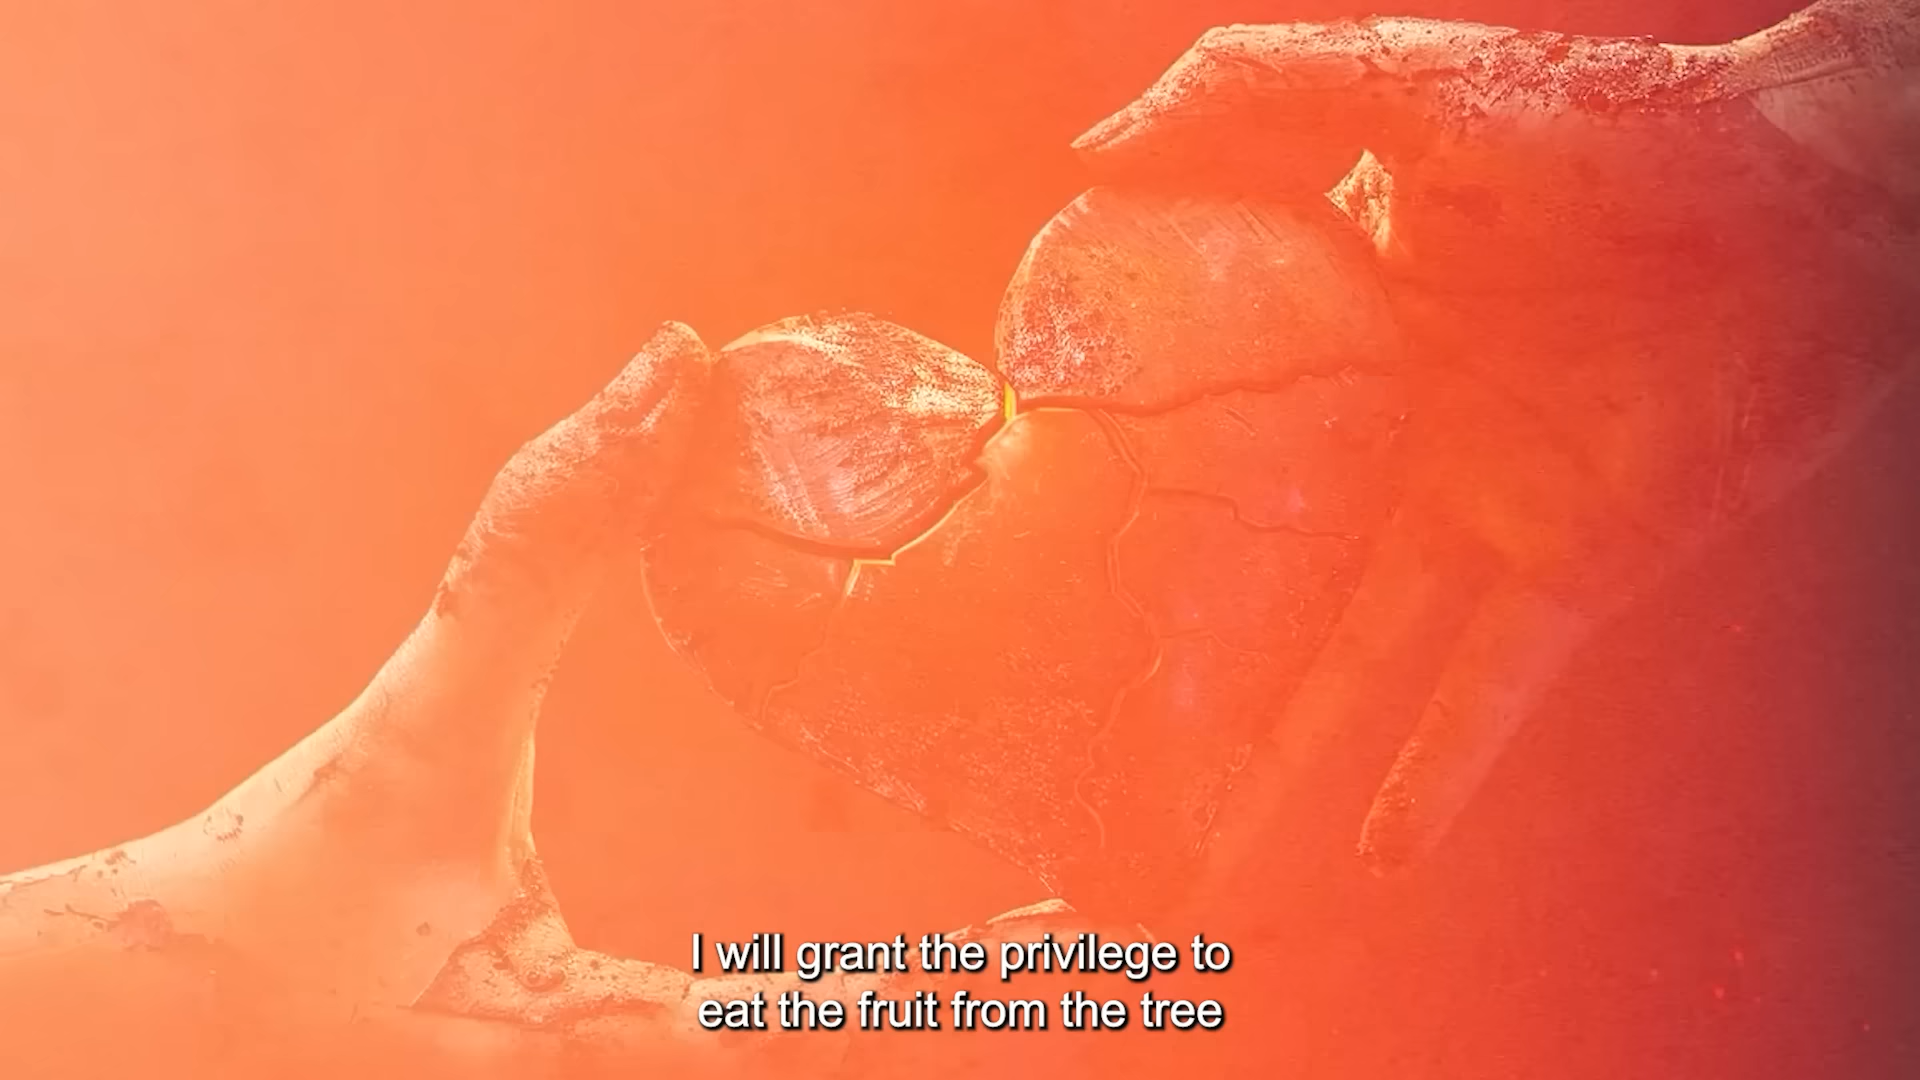 I will grant the privilege to
eat the fruit from the tree